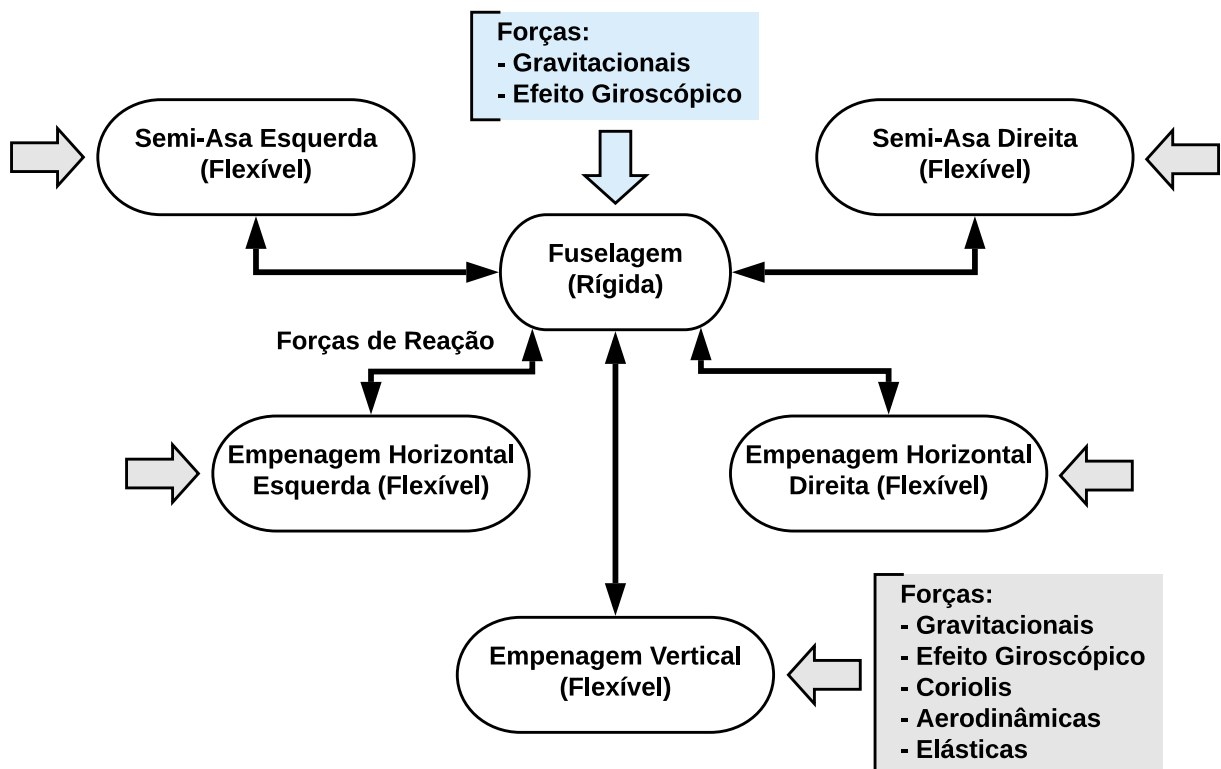 Forças:
- Gravitacionais
- Efeito Giroscópico
Semi-Asa Esquerda
(Flexível)
Semi-Asa Direita
(Flexível)
Fuselagem
(Rígida)
Forças de Reação
Empenagem Horizontal
Esquerda (Flexível)
Empenagem Horizontal
Direita (Flexível)
Empenagem Vertical
(Flexível)
Forças:
- Gravitacionais
- Efeito Giroscópico
- Coriolis
- Aerodinâmicas
- Elásticas